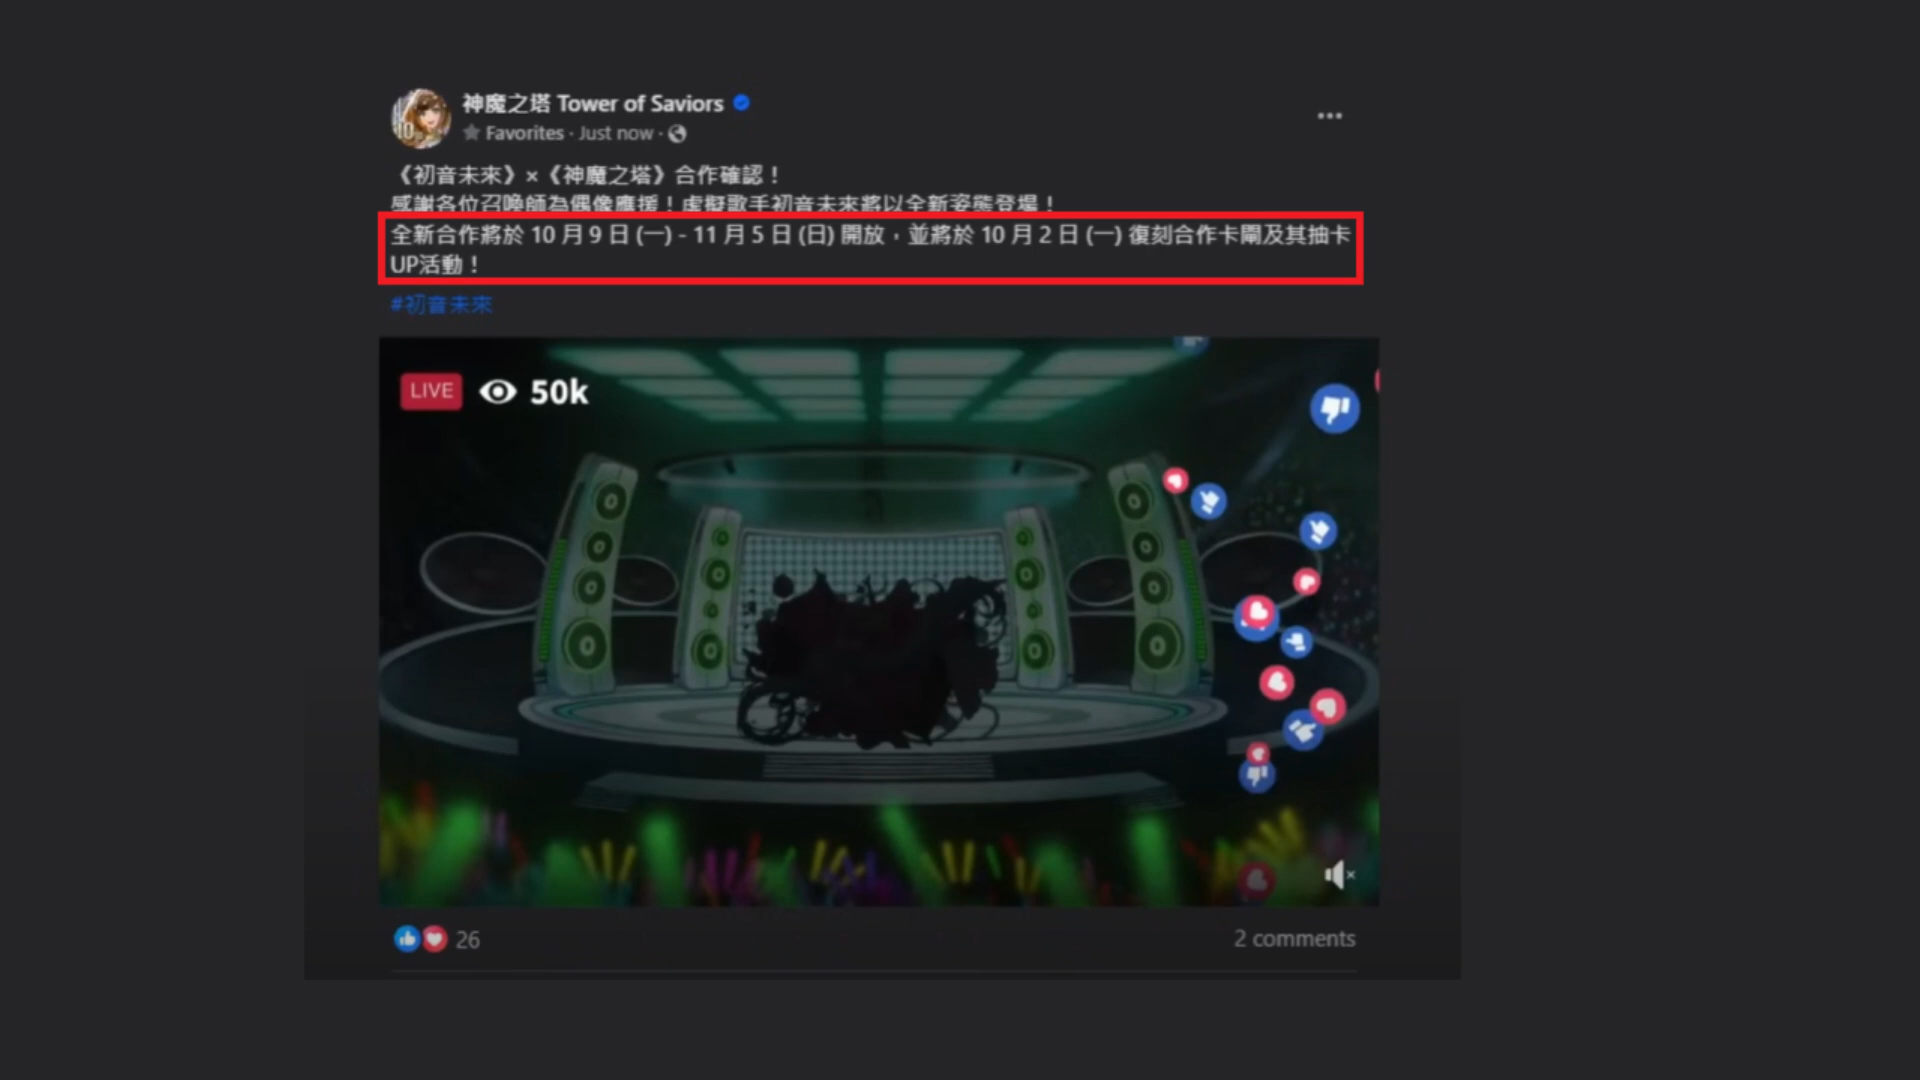 神魔之塔 Tower of Saviors
Favorites · Just now ·
《初音未來》×《神魔之塔》合作確認！
感謝各位召喚師為偶像應援！虛擬歌手初音未來將以全新姿態登場！
全新合作將於 10 月 9 日 (一) - 11 月 5 日 (日) 開放，並將於 10 月 2 日 (一) 復刻合作卡閘及其抽卡
UP活動！
#初音未來
LIVE 50k
26 2 comments